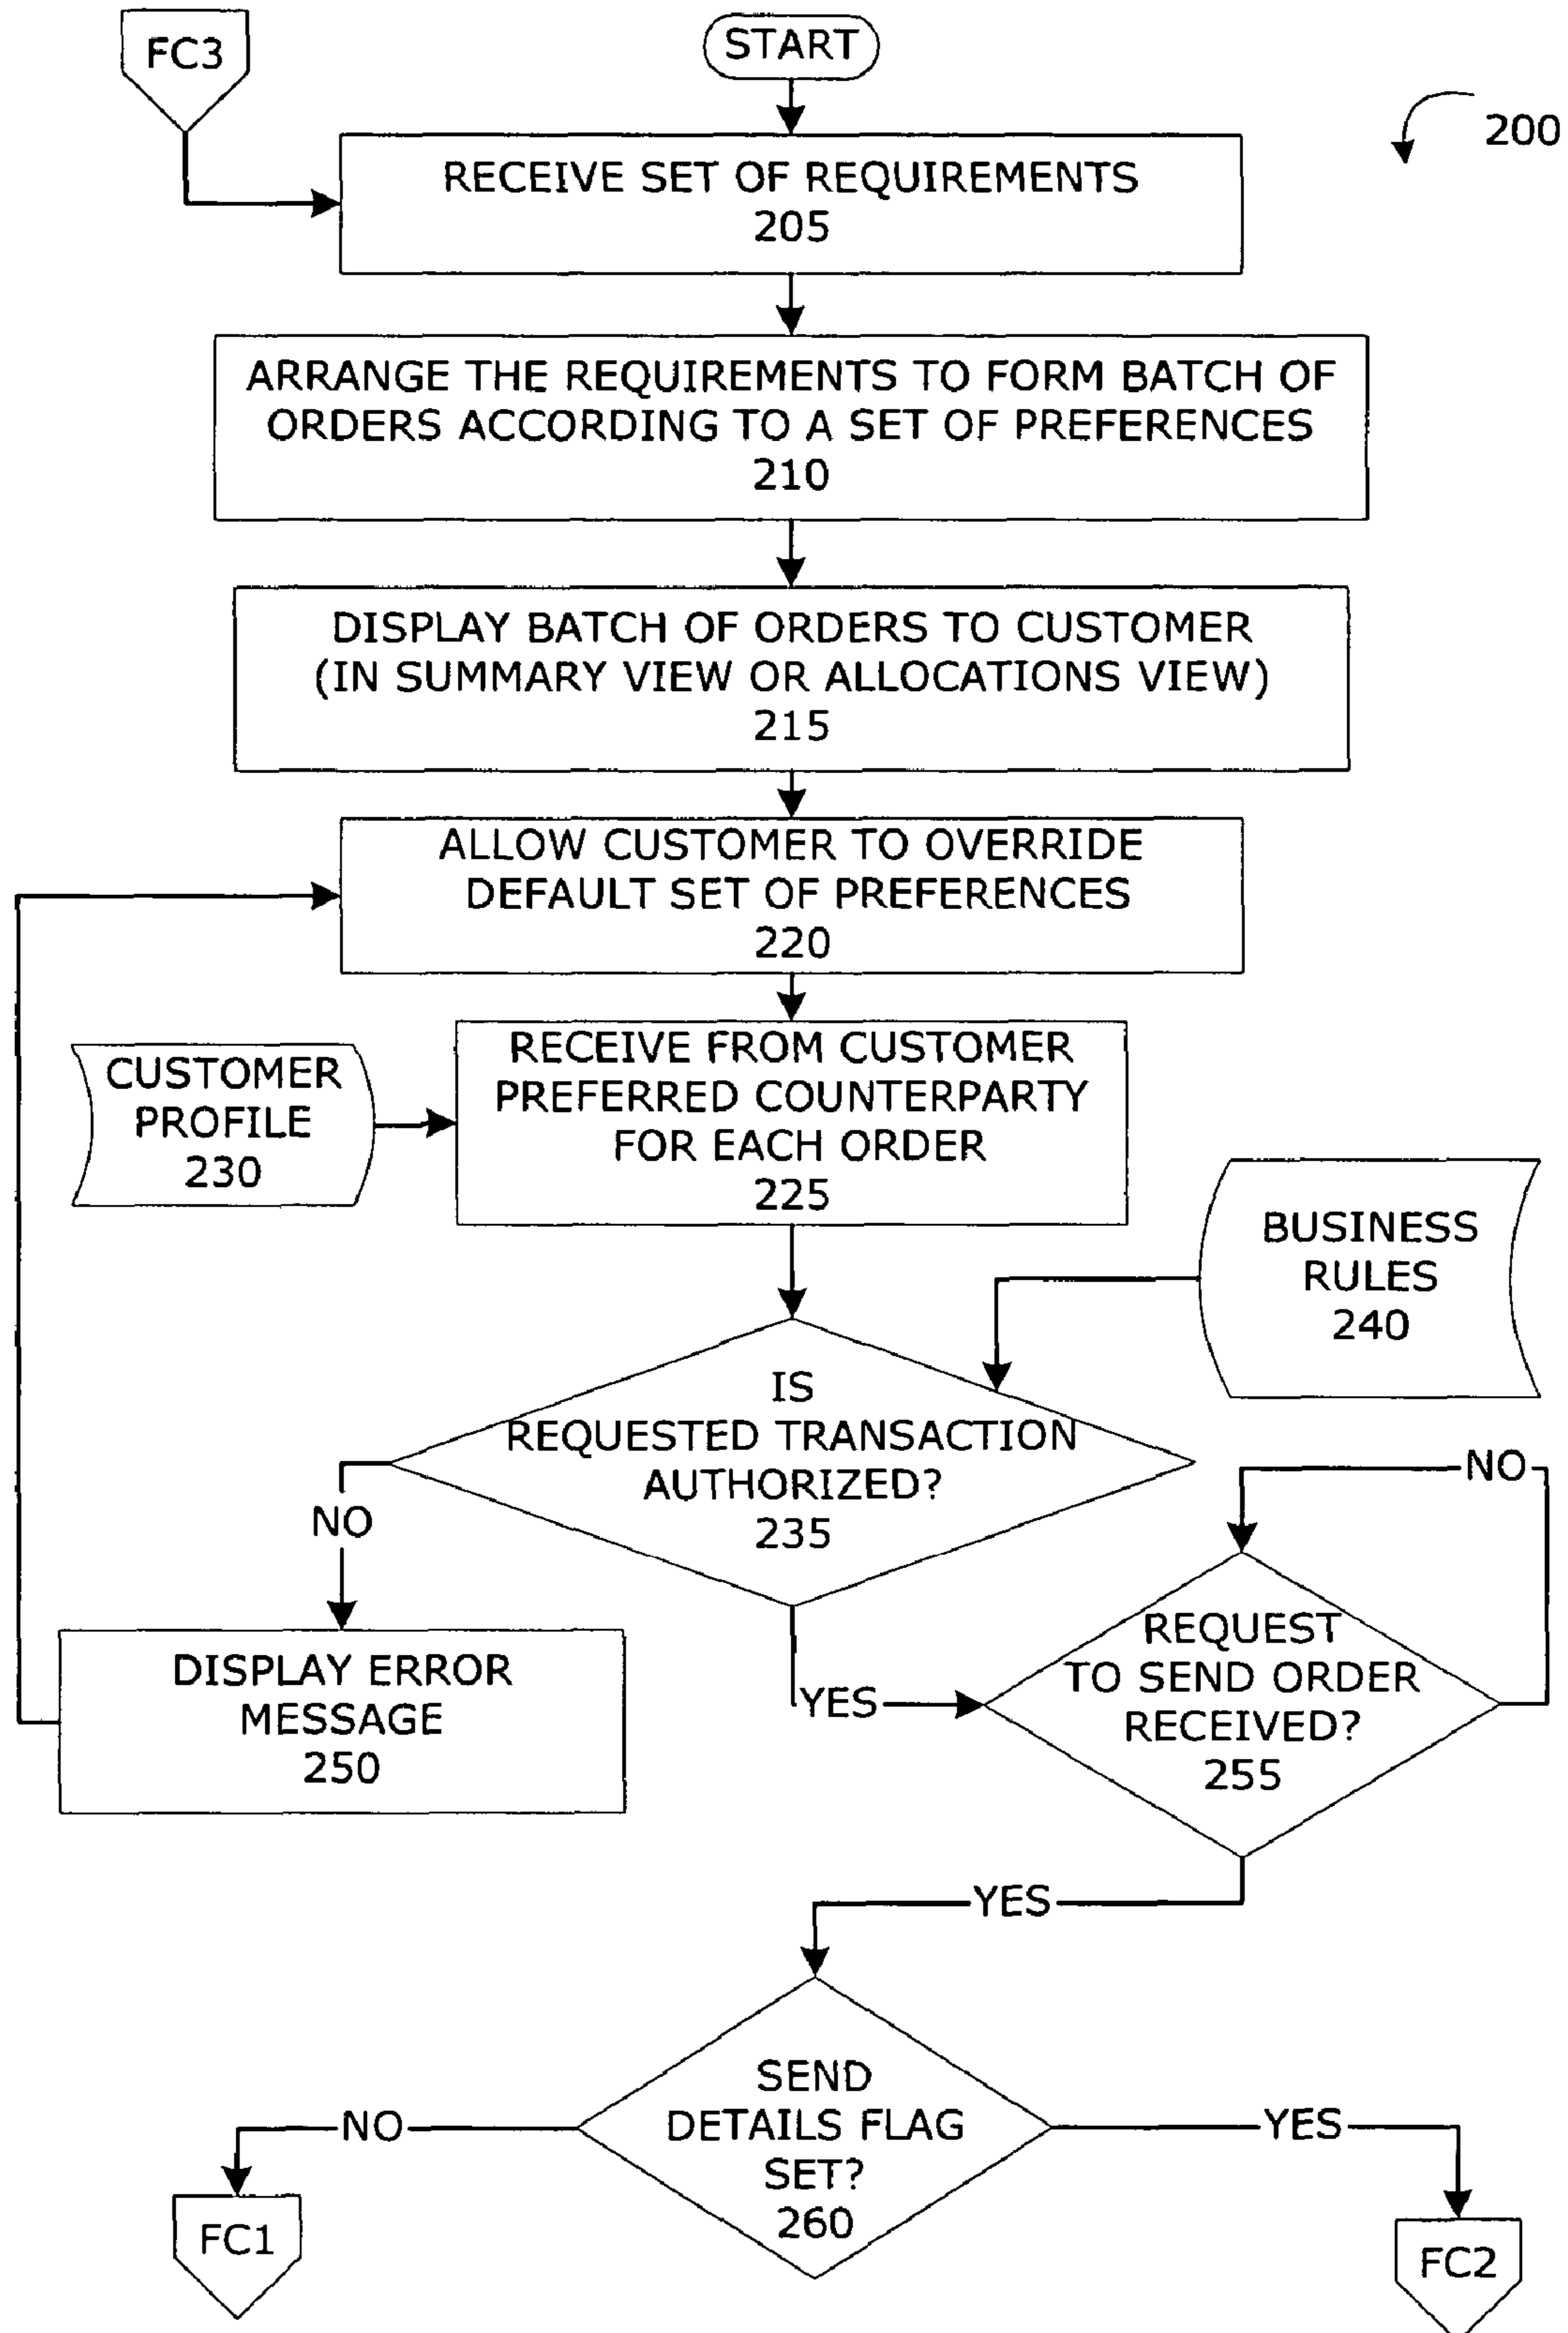 FC3
START
200
RECEIVE SET OF REQUIREMENTS
205
ARRANGE THE REQUIREMENTS TO FORM BATCH OF
ORDERS ACCORDING TO A SET OF PREFERENCES
210
DISPLAY BATCH OF ORDERS TO CUSTOMER
(IN SUMMARY VIEW OR ALLOCATIONS VIEW)
215
ALLOW CUSTOMER TO OVERRIDE
DEFAULT SET OF PREFERENCES
220
CUSTOMER
PROFILE
230
RECEIVE FROM CUSTOMER
PREFERRED COUNTERPARTY
FOR EACH ORDER
225
BUSINESS
RULES
240
IS
REQUESTED TRANSACTION
AUTHORIZED?
235
NO
NO
DISPLAY ERROR
MESSAGE
250
YES
REQUEST
TO SEND ORDER
RECEIVED?
255
YES
SEND
DETAILS FLAG
SET?
260
NO
YES
FC1
FC2